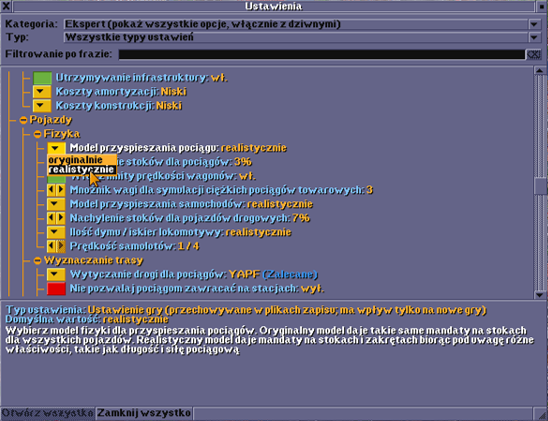 Ustawienia
Kategoria: Ekspert (pokaż wszystkie opcje, włącznie z dziwnymi)
Typ: Wszystkie typy ustawień
Filtrowanie po frazie:
Utrzymywanie infrastruktury: wł.
Koszty amortyzacji: Niski
Koszty konstrukcji: Niski
Pojazdy
Fizyka
Model przyspieszania pociągu: realistycznie
oryginalnie
ie stoków dla pociągów: 3%
realistycznie
limity prędkości wagonów: wł.
Mnożnik wagi dla symulacji ciężkich pociągów towarowych: 3
Model przyspieszania samochodów: realistycznie
Nachylenie stoków dla pojazdów drogowych: 7%
Ilość dymu / iskier lokomotywy: realistycznie
Prędkość samolotów: 1 / 4
Wyznaczanie trasy
Wytyczanie drogi dla pociągów: YAPF (Zalecane)
Nie pozwalaj pociągom zawracać na stacjach: wył.
Typ ustawienia: Ustawienie gry (przechowywane w plikach zapisu; ma wpływ tylko na nowe gry)
Domyślna wartość: realistycznie
Wybierz model fizyki dla przyspieszania pociągów. Oryginalny model daje takie same mandaty na stokach
dla wszystkich pojazdów. Realistyczny model daje mandaty na stokach i zakrętach biorąc pod uwagę różne
właściwości, takie jak długość i siłę pociągową
Otwórz wszystko Zamknij wszystko